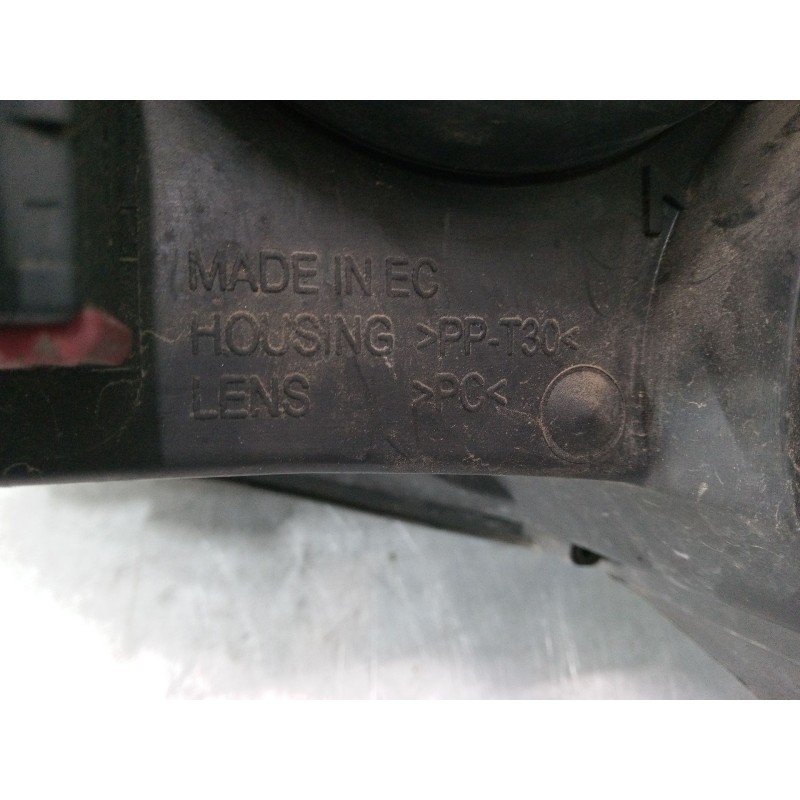 MADE IN EC
HOUSING >PP-T30<
LENS >PC<